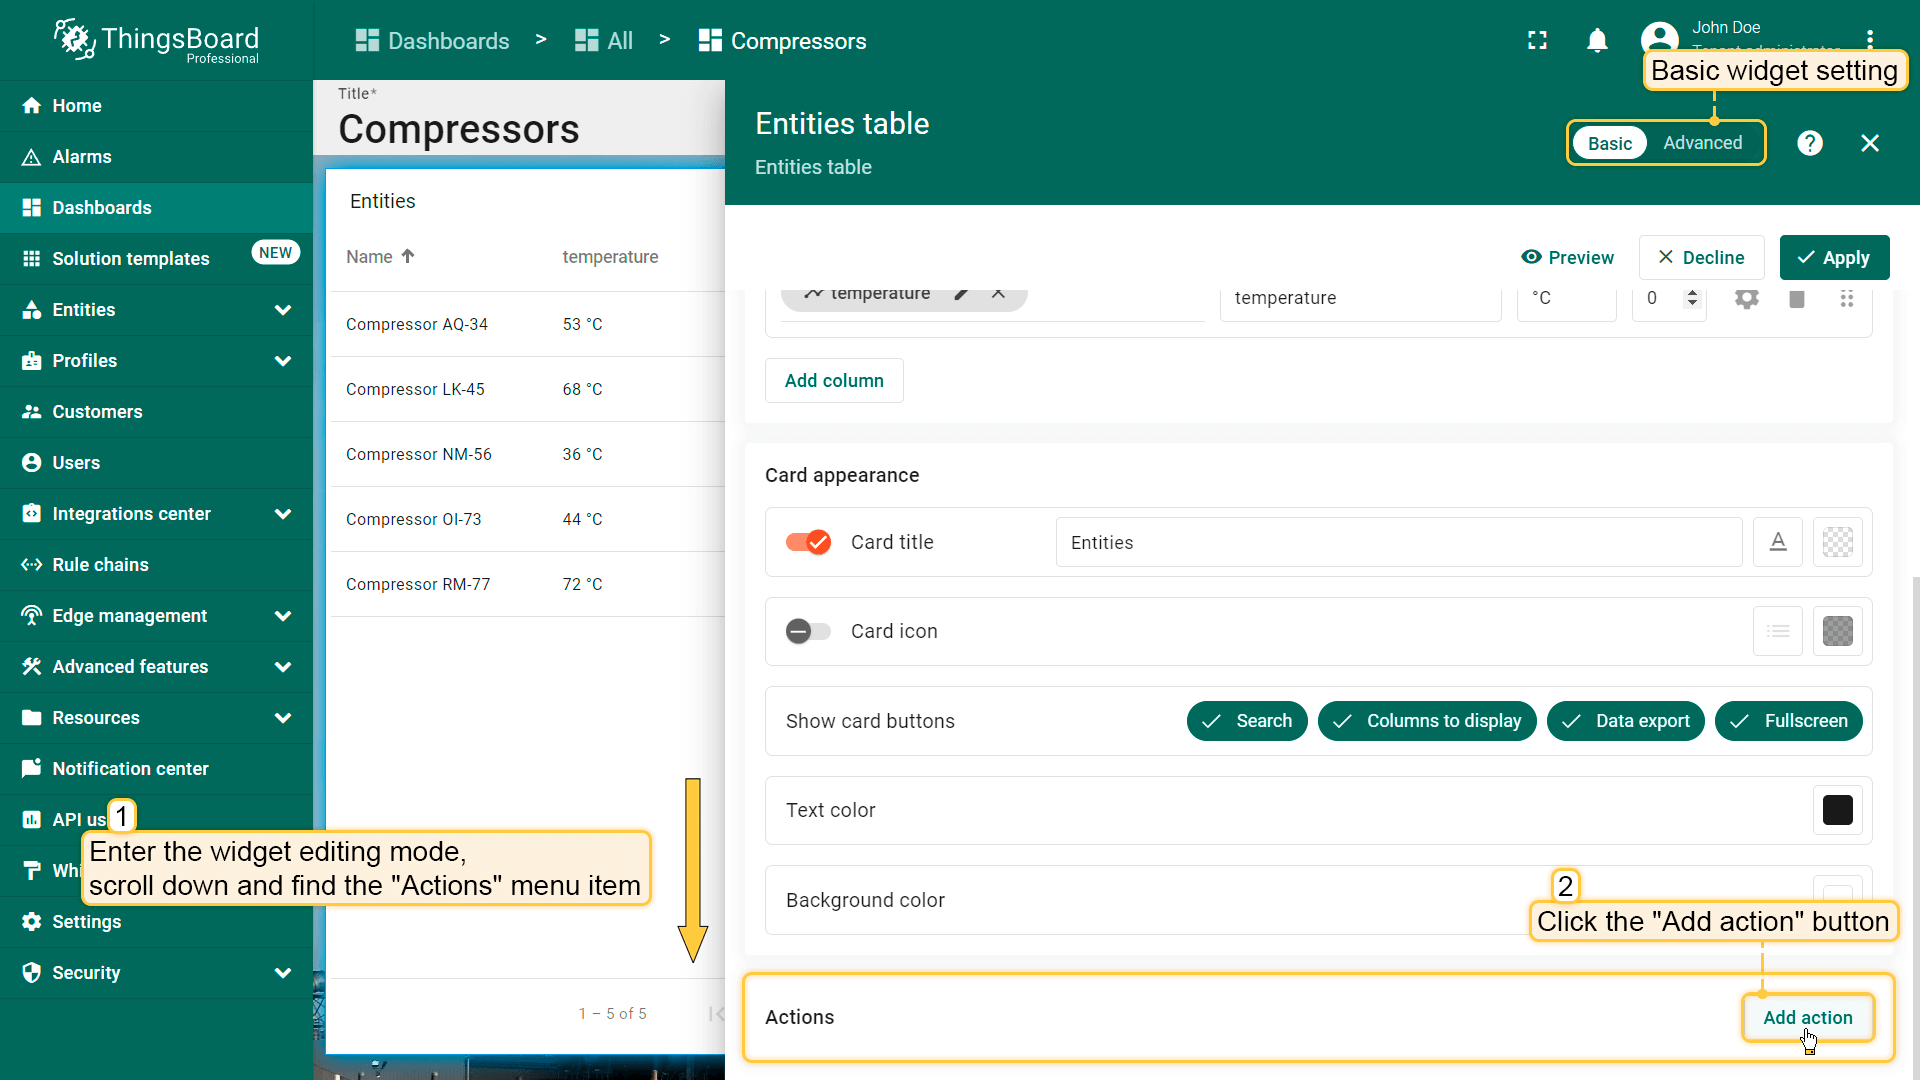 ThingsBoard
Professional
Dashboards > All > Compressors
John Doe
Tenant administrator
Basic widget setting
Home
Alarms
Dashboards
Solution templates NEW
Entities
Profiles
Customers
Users
Integrations center
Rule chains
Edge management
Advanced features
Resources
Notification center
API us
Whi
Settings
Security
Title*
Compressors
Entities
Name temperature
Compressor AQ-34 53 °C
Compressor LK-45 68 °C
Compressor NM-56 36 °C
Compressor OI-73 44 °C
Compressor RM-77 72 °C
1 – 5 of 5
1
Enter the widget editing mode,
scroll down and find the "Actions" menu item
Entities table
Entities table
Basic Advanced
Preview Decline Apply
temperature temperature °C 0
Add column
Card appearance
Card title Entities
Card icon
Show card buttons Search Columns to display Data export Fullscreen
Text color
Background color
2
Click the "Add action" button
Actions Add action